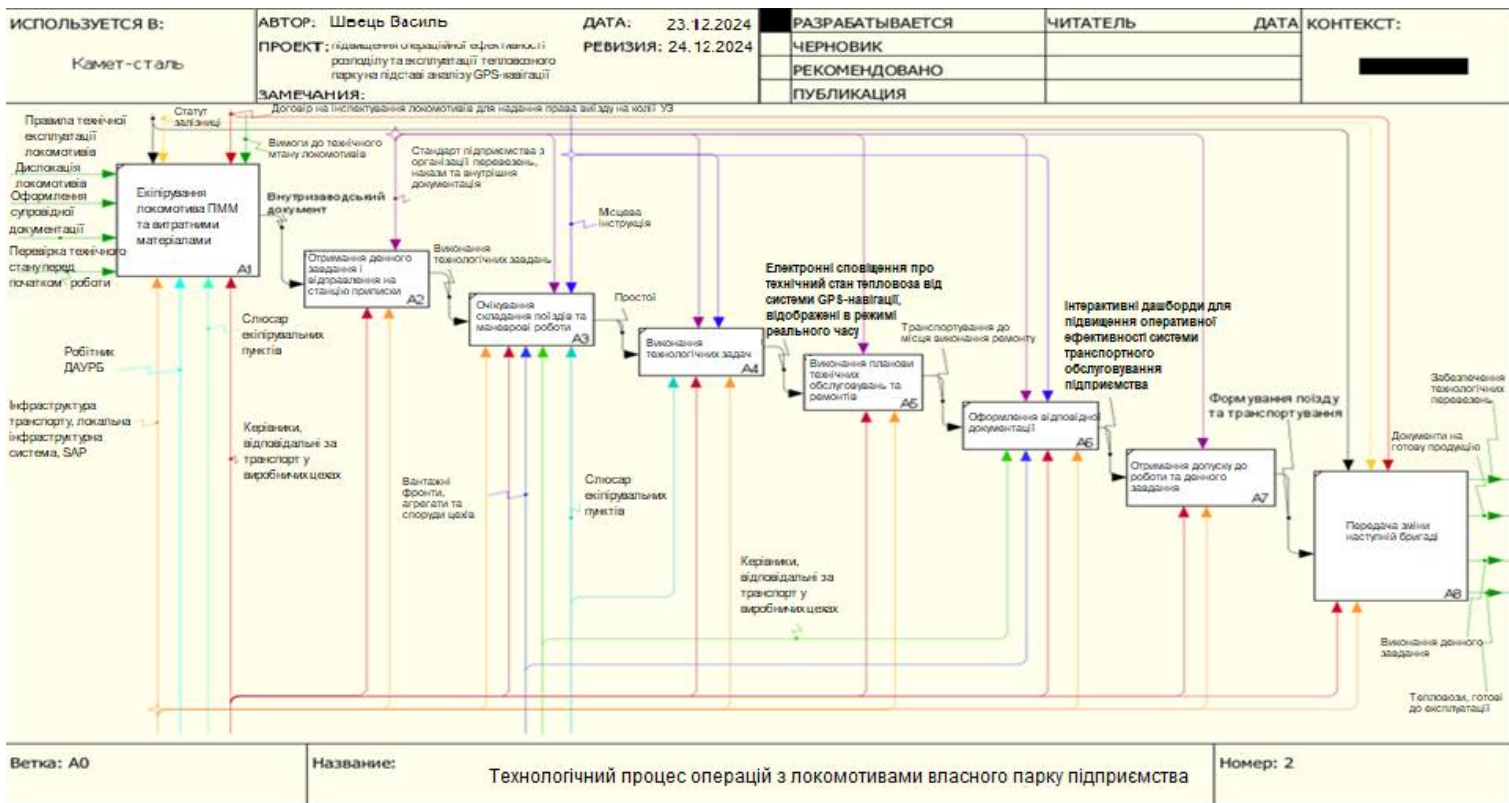 ИСПОЛЬЗУЕТСЯ В:
Камет-сталь
АВТОР: Швець Василь
ДАТА: 23.12.2024
ПРОЕКТ: підвищення операційної ефективності
розподілу та експлуатації тепловозного
парку на підставі аналізу GPS-навігації
РЕВИЗИЯ: 24.12.2024
ЗАМЕЧАНИЯ:
РАЗРАБАТЫВАЕТСЯ
ЧЕРНОВИК
РЕКОМЕНДОВАНО
ПУБЛИКАЦИЯ
ЧИТАТЕЛЬ
ДАТА
КОНТЕКСТ:
Правила технічної
експлуатації
локомотивів
Статут
залізниці
Договір на інспектування локомотивів для надання права виїзду на колії УЗ
Вимоги до технічного
мтану локомотивів
Дислокація
локомотивів
Оформлення
супровідної
документації
Перевірка технічного
стану перед
початком роботи
Екіпірування
локомотива ПММ
та витратними
матеріалами
A1
Внутризаводський
документ
Стандарт підприємства з
організації перевезень,
накази та внутрішня
документація
Отримання денного
завдання і
відправлення на
станцію приписки
A2
Виконання
технологічних завдань
Місцева
інструкція
Очікування
складання поїздів та
маневрові роботи
A3
Простої
Виконання
технологічних задач
A4
Електронні сповіщення про
технічний стан тепловоза від
системи GPS-навігації,
відображені в режимі
реального часу
Транспортування до
місця виконання ремонту
Виконання планови
технічних
обслуговувань та
ремонтів
A5
Інтерактивні дашборди для
підвищення оперативної
ефективності системи
транспортного
обслуговування
підприємства
Оформлення відповідної
документації
A6
Формування поїзду
та транспортування
Отримання допуску до
роботи та денного
завдання
A7
Забезпечення
технологічних
перевезень
Документи на
готову продукцію
Передача зміни
наступній бригаді
A8
Виконання денного
завдання
Тепловози, готові
до експлуатації
Слюсар
екіпірувальних
пунктів
Робітник
ДАУРБ
Інфраструктура
транспорту, локальна
інфраструктурна
система, SAP
Керівники,
відповідальні за
транспорт у
виробничих цехах
Вантажні
фронти,
агрегати та
споруди цехів
Слюсар
екіпірувальних
пунктів
Керівники,
відповідальні за
транспорт у
виробничих цехах
Ветка: A0
Название:
Технологічний процес операцій з локомотивами власного парку підприємства
Номер: 2